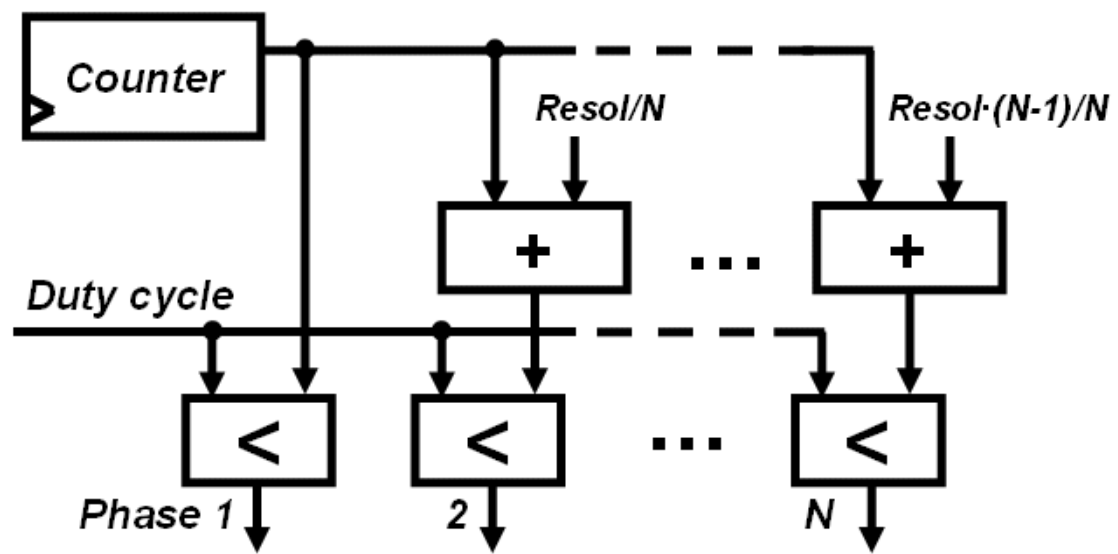 Counter
Resol/N
Resol·(N-1)/N
+
...
+
Duty cycle
<
<
...
<
Phase 1
2
N